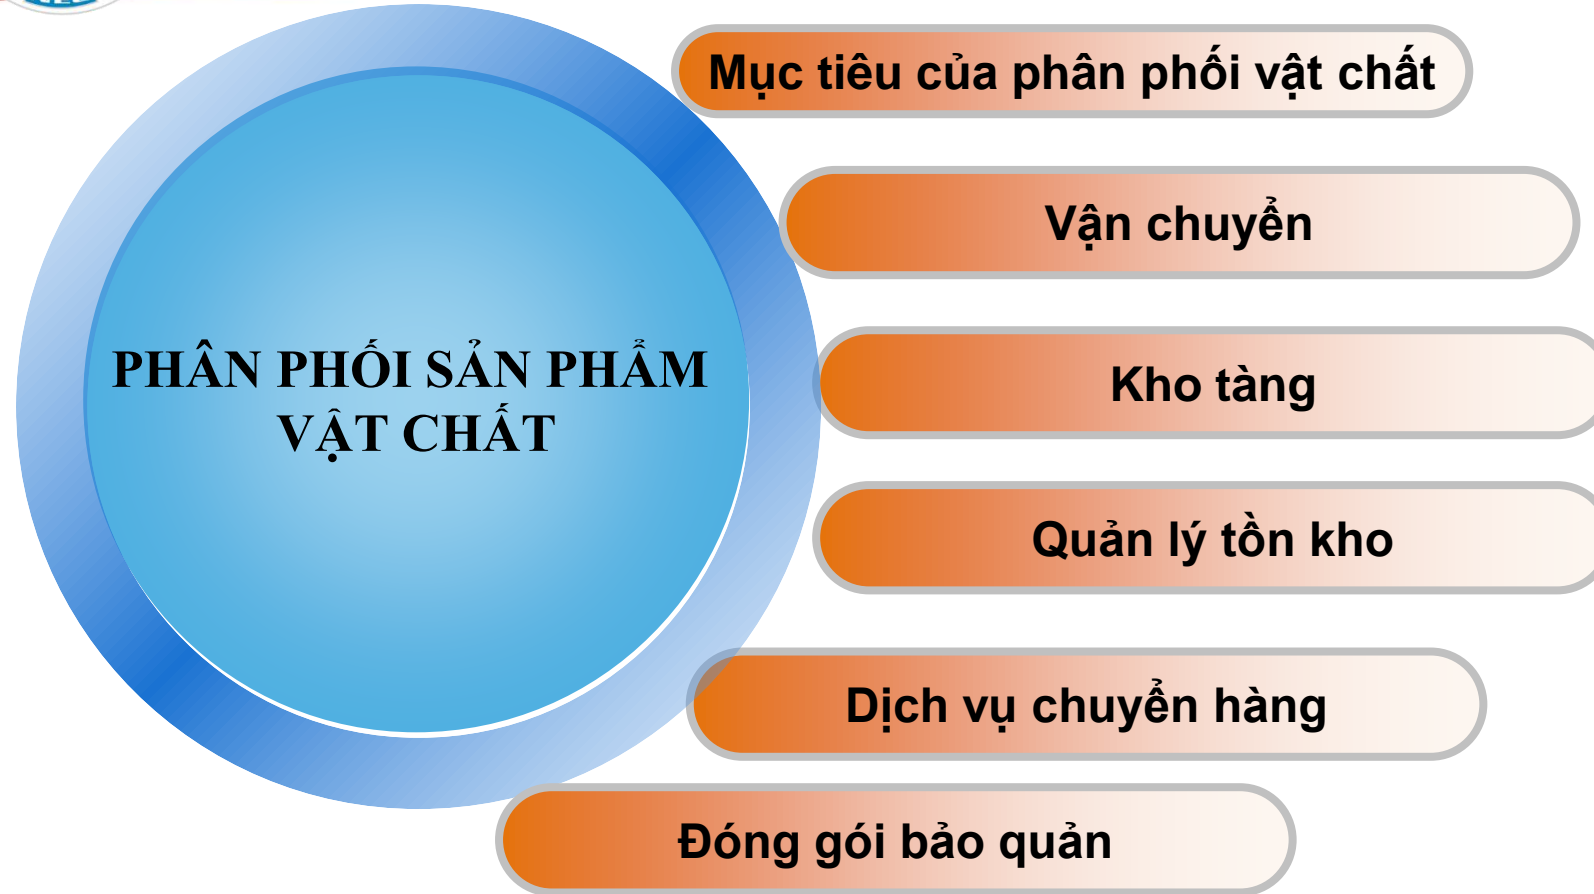 Mục tiêu của phân phối vật chất
Vận chuyển
PHÂN PHỐI SẢN PHẨM
VẬT CHẤT
Kho tàng
Quản lý tồn kho
Dịch vụ chuyển hàng
Đóng gói bảo quản